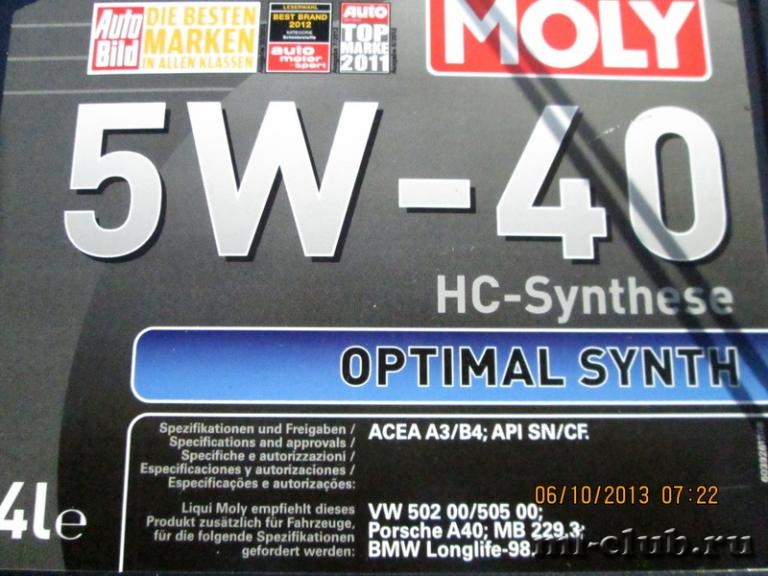 Auto Bild
DIE BESTEN
MARKEN
IN ALLEN KLASSEN
LESERWAHL
BEST BRAND
2012
KATEGORIE
Schmierstoffe
auto
motor
sport
Auto
TOP
MARKE
2011
MOLY
5W-40
HC-Synthese
OPTIMAL SYNTH
Spezifikationen und Freigaben /
Specifications and approvals /
Specifiche e autorizzazioni /
Especificaciones y autorizaciones /
Especificações e autorizações:
ACEA A3/B4; API SN/CF.
4l e
Liqui Moly empfiehlt dieses
Produkt zusätzlich für Fahrzeuge,
für die folgende Spezifikationen
gefordert werden:
VW 502 00/505 00;
Porsche A40; MB 229.3;
BMW Longlife-98.
06/10/2013 07:22
ml-club.ru